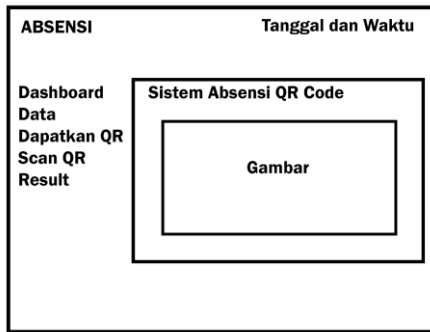 ABSENSI
Tanggal dan Waktu
Dashboard
Data
Dapatkan QR
Scan QR
Result
Sistem Absensi QR Code
Gambar